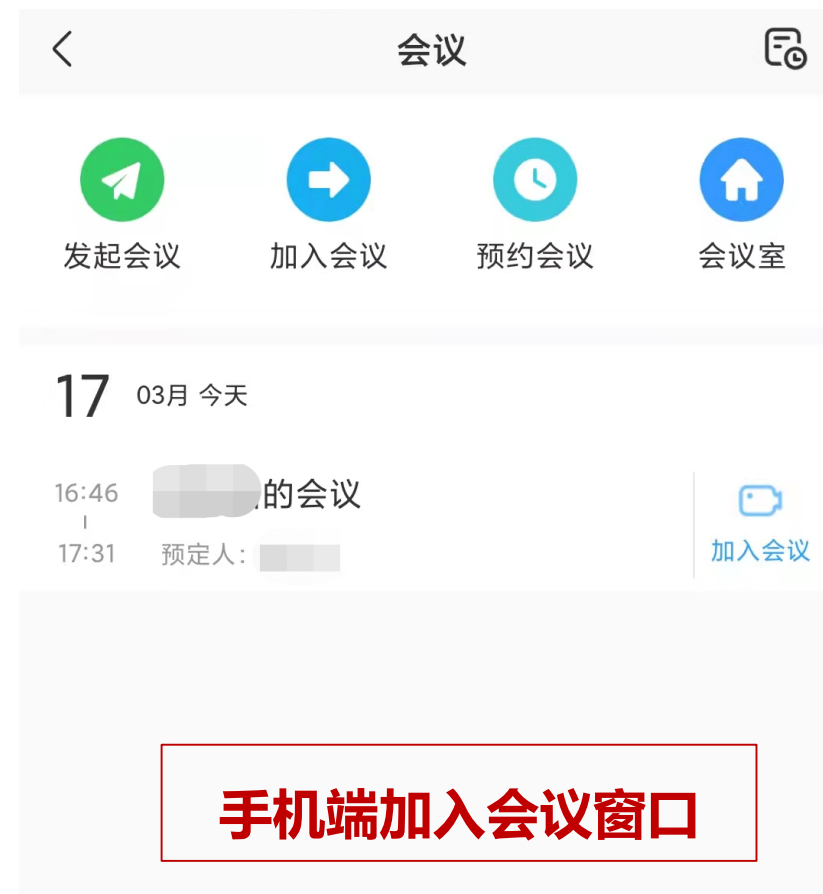 会议
发起会议
加入会议
预约会议
会议室
17 03月 今天
16:46
的会议
17:31
预定人：
加入会议
手机端加入会议窗口